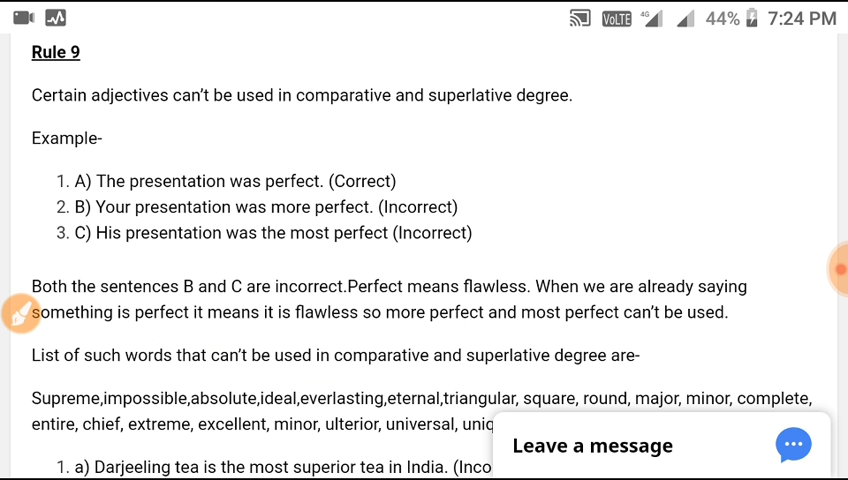 VoLTE 4G 44% 7:24 PM
Rule 9
Certain adjectives can’t be used in comparative and superlative degree.
Example-
1. A) The presentation was perfect. (Correct)
2. B) Your presentation was more perfect. (Incorrect)
3. C) His presentation was the most perfect (Incorrect)
Both the sentences B and C are incorrect.Perfect means flawless. When we are already saying
something is perfect it means it is flawless so more perfect and most perfect can’t be used.
List of such words that can’t be used in comparative and superlative degree are-
Supreme,impossible,absolute,ideal,everlasting,eternal,triangular, square, round, major, minor, complete,
entire, chief, extreme, excellent, minor, ulterior, universal,
Leave a message
1. a) Darjeeling tea is the most superior tea in India.